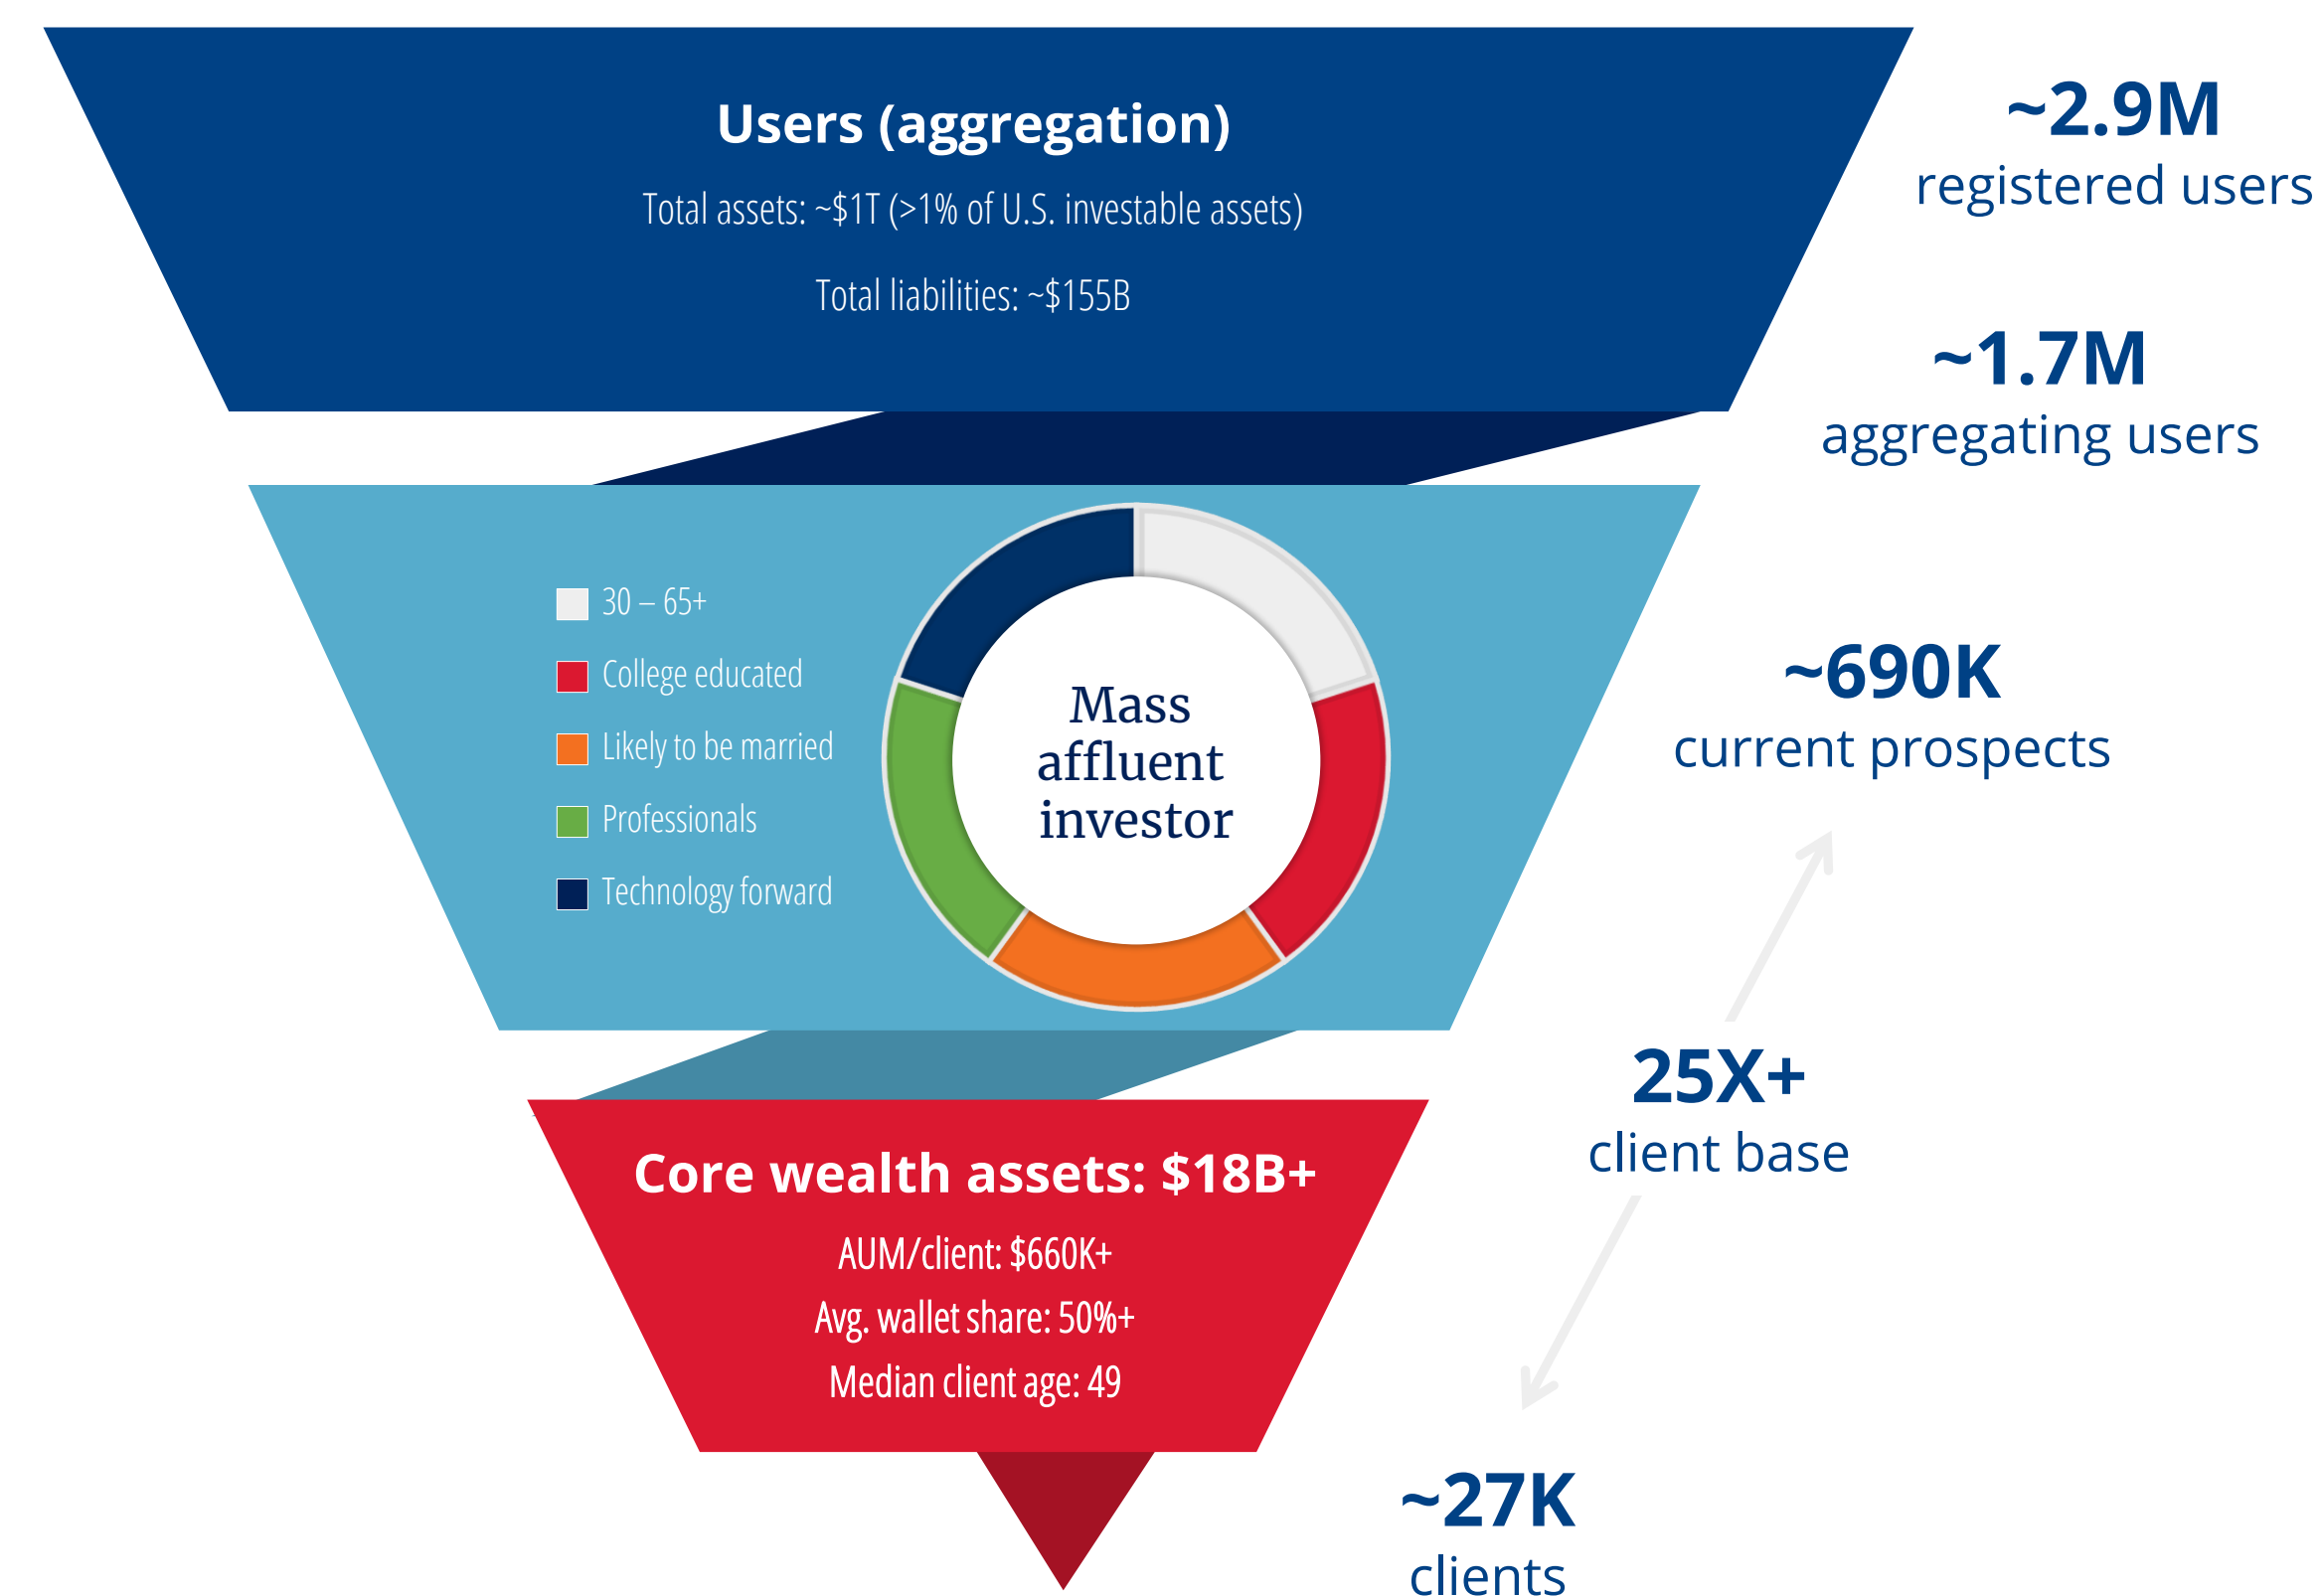 Users (aggregation)
Total assets: ~$1T (>1% of U.S. investable assets)
Total liabilities: ~$155B
~2.9M
registered users
~1.7M
aggregating users
30 – 65+
College educated
Likely to be married
Professionals
Technology forward
Mass
affluent
investor
~690K
current prospects
25X+
client base
Core wealth assets: $18B+
AUM/client: $660K+
Avg. wallet share: 50%+
Median client age: 49
~27K
clients